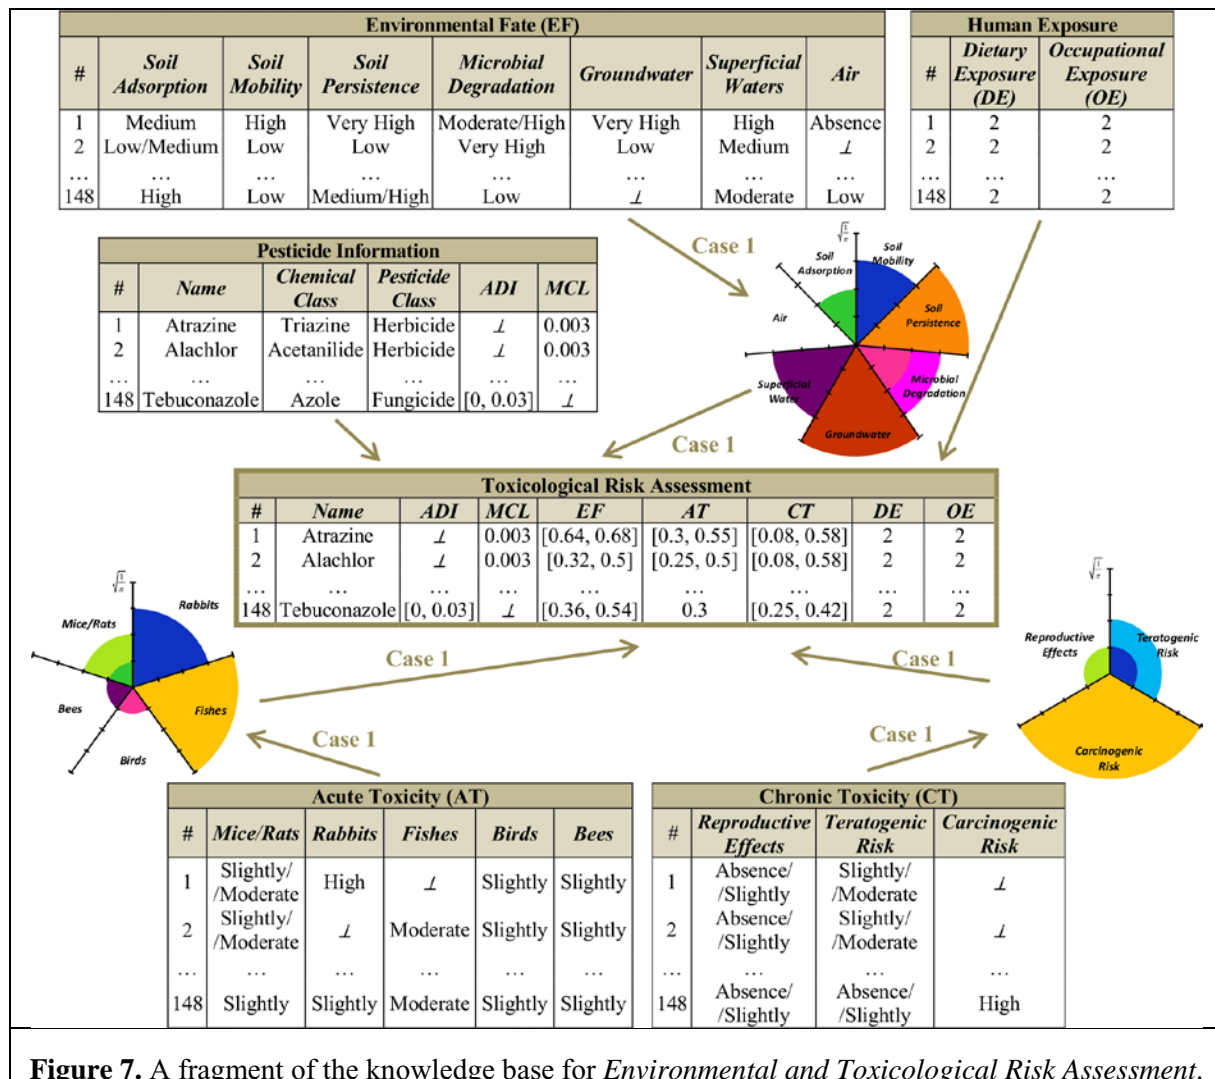 Environmental Fate (EF)
# Soil Adsorption Soil Mobility Soil Persistence Microbial Degradation Groundwater Superficial Waters Air
1 Medium High Very High Moderate/High Very High High Absence
2 Low/Medium Low Low Very High Low Medium ⊥
... ... ... ... ... ... ... ...
148 High Low Medium/High Low ⊥ Moderate Low
Human Exposure
# Dietary Exposure (DE) Occupational Exposure (OE)
1 2 2
2 2 2
... ... ...
148 2 2
Case 1
Pesticide Information
# Name Chemical Class Pesticide Class ADI MCL
1 Atrazine Triazine Herbicide ⊥ 0.003
2 Alachlor Acetanilide Herbicide ⊥ 0.003
... ... ... ... ... ...
148 Tebuconazole Azole Fungicide [0, 0.03] ⊥
√1/π
Soil Adsorption
Soil Mobility
Soil Persistence
Air
Microbial Degradation
Superficial Water
Groundwater
Case 1
Toxicological Risk Assessment
# Name ADI MCL EF AT CT DE OE
1 Atrazine ⊥ 0.003 [0.64, 0.68] [0.3, 0.55] [0.08, 0.58] 2 2
2 Alachlor ⊥ 0.003 [0.32, 0.5] [0.25, 0.5] [0.08, 0.58] 2 2
... ... ... ... ... ... ... ... ...
148 Tebuconazole [0, 0.03] ⊥ [0.36, 0.54] 0.3 [0.25, 0.42] 2 2
√1/π
Rabbits
Mice/Rats
Bees
Fishes
Birds
Case 1
Case 1
√1/π
Reproductive Effects
Teratogenic Risk
Carcinogenic Risk
Case 1
Case 1
Acute Toxicity (AT)
# Mice/Rats Rabbits Fishes Birds Bees
1 Slightly/ /Moderate High ⊥ Slightly Slightly
2 Slightly/ /Moderate ⊥ Moderate Slightly Slightly
... ... ... ... ... ...
148 Slightly Slightly Moderate Slightly Slightly
Chronic Toxicity (CT)
# Reproductive Effects Teratogenic Risk Carcinogenic Risk
1 Absence/ /Slightly Slightly/ /Moderate ⊥
2 Absence/ /Slightly Slightly/ /Moderate ⊥
... ... ... ...
148 Absence/ /Slightly Absence/ /Slightly High
Figure 7. A fragment of the knowledge base for Environmental and Toxicological Risk Assessment.